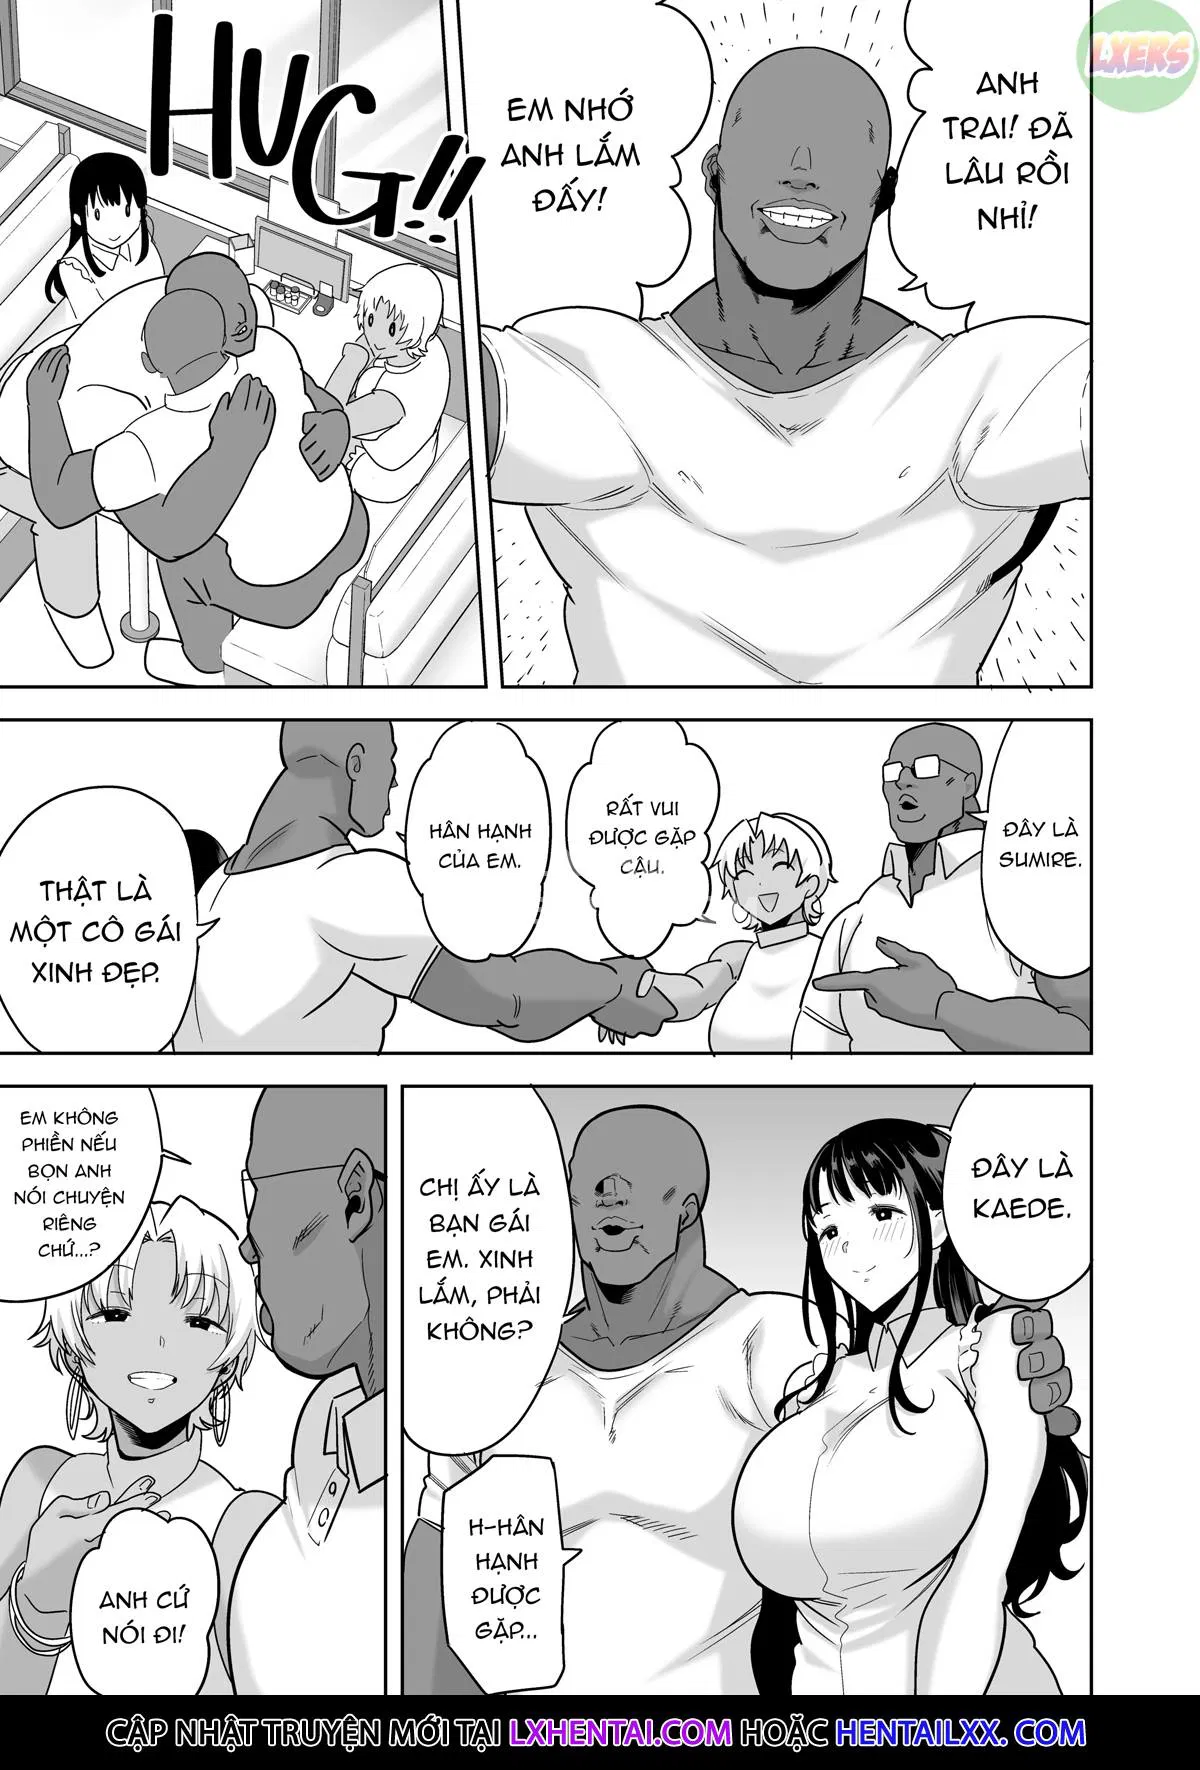 LXERS
ANH
TRAI! ĐÃ
LÂU RỒI
NHỈ!
EM NHỚ
ANH LẮM
ĐẤY!
HUG!!
ĐÂY LÀ
SUMIRE.
RẤT VUI
ĐƯỢC GẶP
CẬU.
HÂN HẠNH
CỦA EM.
THẬT LÀ
MỘT CÔ GÁI
XINH ĐẸP.
ĐÂY LÀ
KAEDE.
CHỊ ẤY LÀ
BẠN GÁI
EM. XINH
LẮM, PHẢI
KHÔNG?
H-HÂN
HẠNH
ĐƯỢC
GẶP...
EM KHÔNG
PHIỀN NẾU
BỌN ANH
NÓI CHUYỆN
RIÊNG
CHỨ...?
ANH CỨ
NÓI ĐI!
CẬP NHẬT TRUYỆN MỚI TẠI LXHENTAI.COM HOẶC HENTAILXX. COM